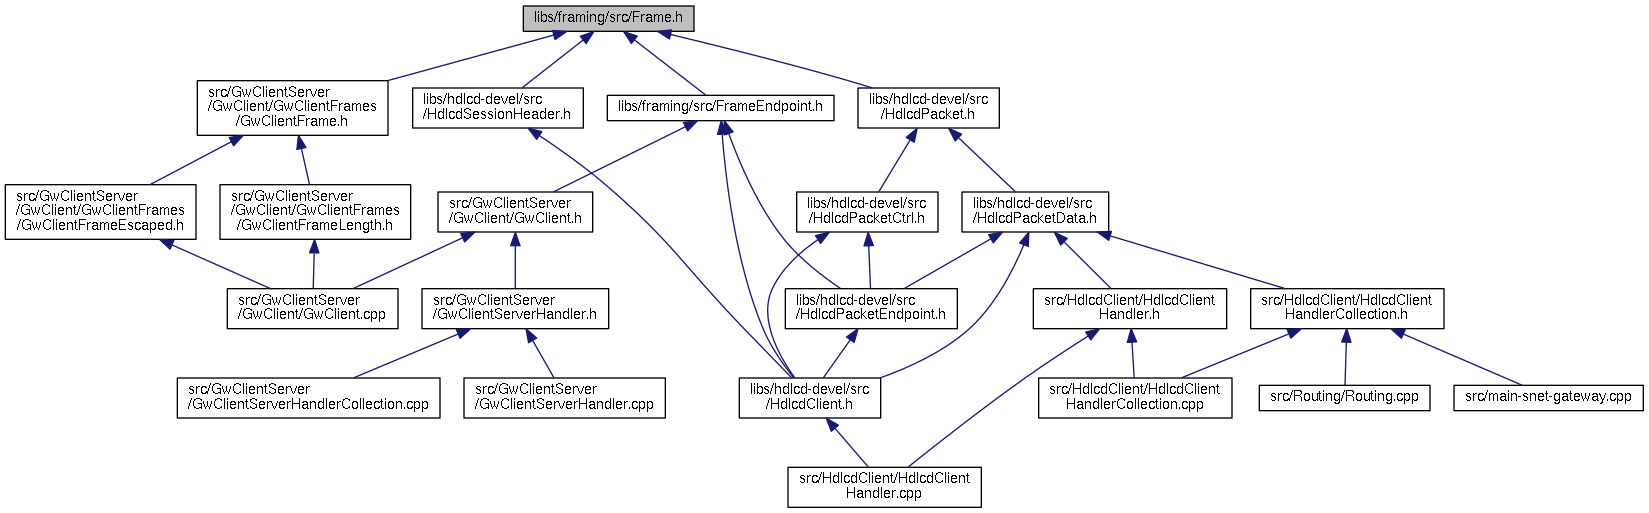 libs/framing/src/Frame.h
src/GwClientServer
/GwClient/GwClientFrames
/GwClientFrame.h
libs/hdlcd-devel/src
/HdlcdSessionHeader.h
libs/framing/src/FrameEndpoint.h
libs/hdlcd-devel/src
/HdlcdPacket.h
src/GwClientServer
/GwClient/GwClientFrames
/GwClientFrameEscaped.h
src/GwClientServer
/GwClient/GwClientFrames
/GwClientFrameLength.h
src/GwClientServer
/GwClient/GwClient.h
libs/hdlcd-devel/src
/HdlcdPacketCtrl.h
libs/hdlcd-devel/src
/HdlcdPacketData.h
src/GwClientServer
/GwClient/GwClient.cpp
src/GwClientServer
/GwClientServerHandler.h
libs/hdlcd-devel/src
/HdlcdPacketEndpoint.h
src/HdlcdClient/HdlcdClient
Handler.h
src/HdlcdClient/HdlcdClient
HandlerCollection.h
src/GwClientServer
/GwClientServerHandlerCollection.cpp
src/GwClientServer
/GwClientServerHandler.cpp
libs/hdlcd-devel/src
/HdlcdClient.h
src/HdlcdClient/HdlcdClient
HandlerCollection.cpp
src/Routing/Routing.cpp
src/main-snet-gateway.cpp
src/HdlcdClient/HdlcdClient
Handler.cpp